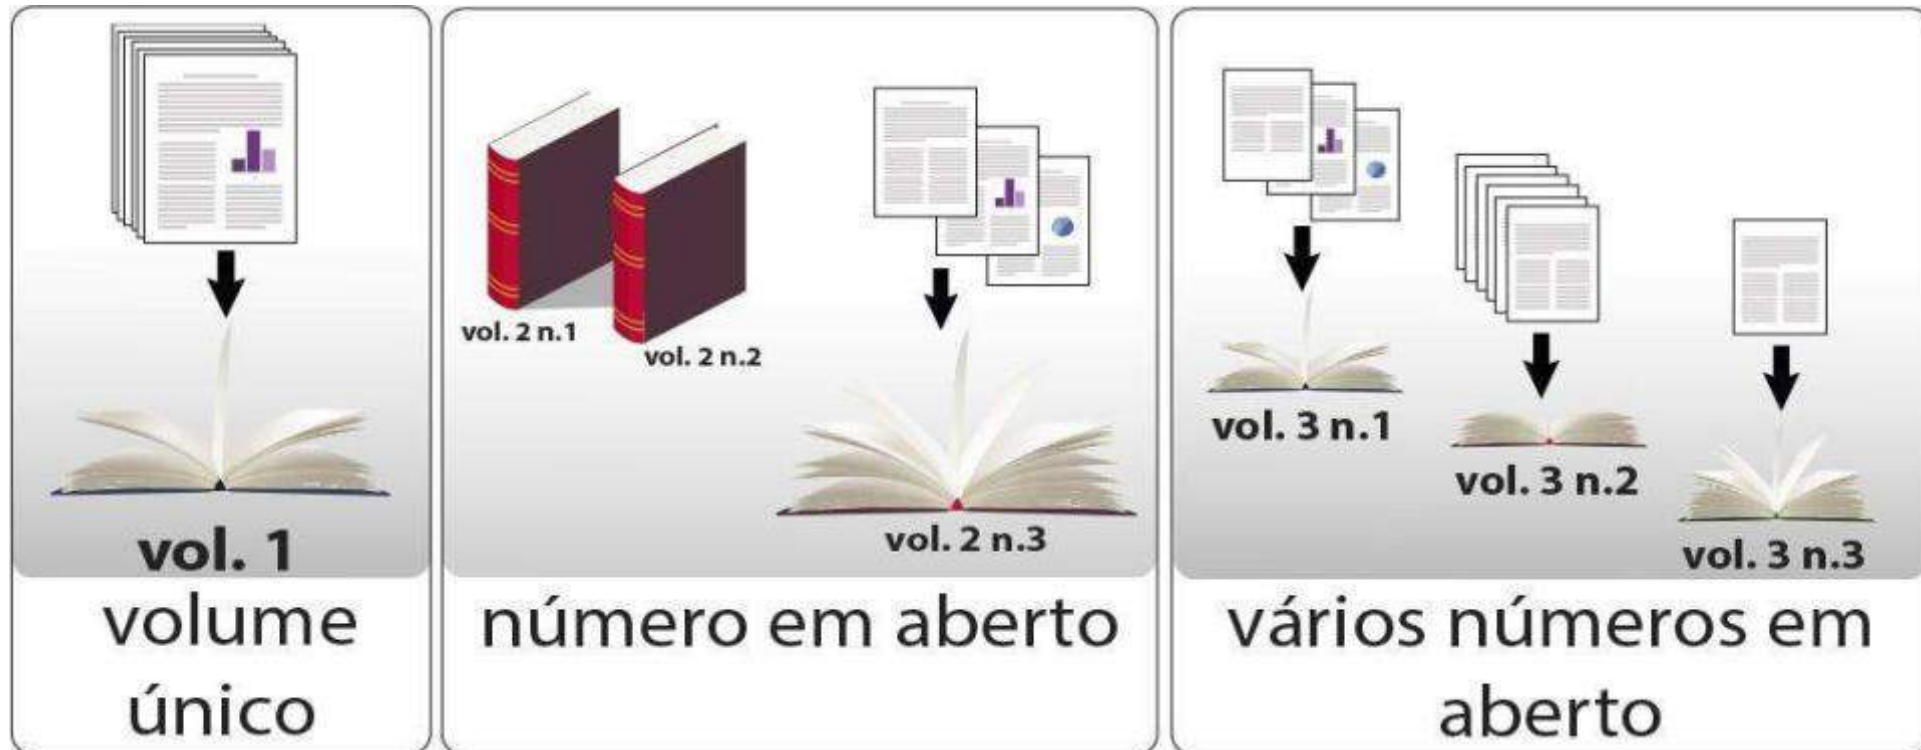 vol. 1
volume
único
vol. 2 n.1
vol. 2 n.2
vol. 2 n.3
número em aberto
vol. 3 n.1
vol. 3 n.2
vol. 3 n.3
vários números em
aberto